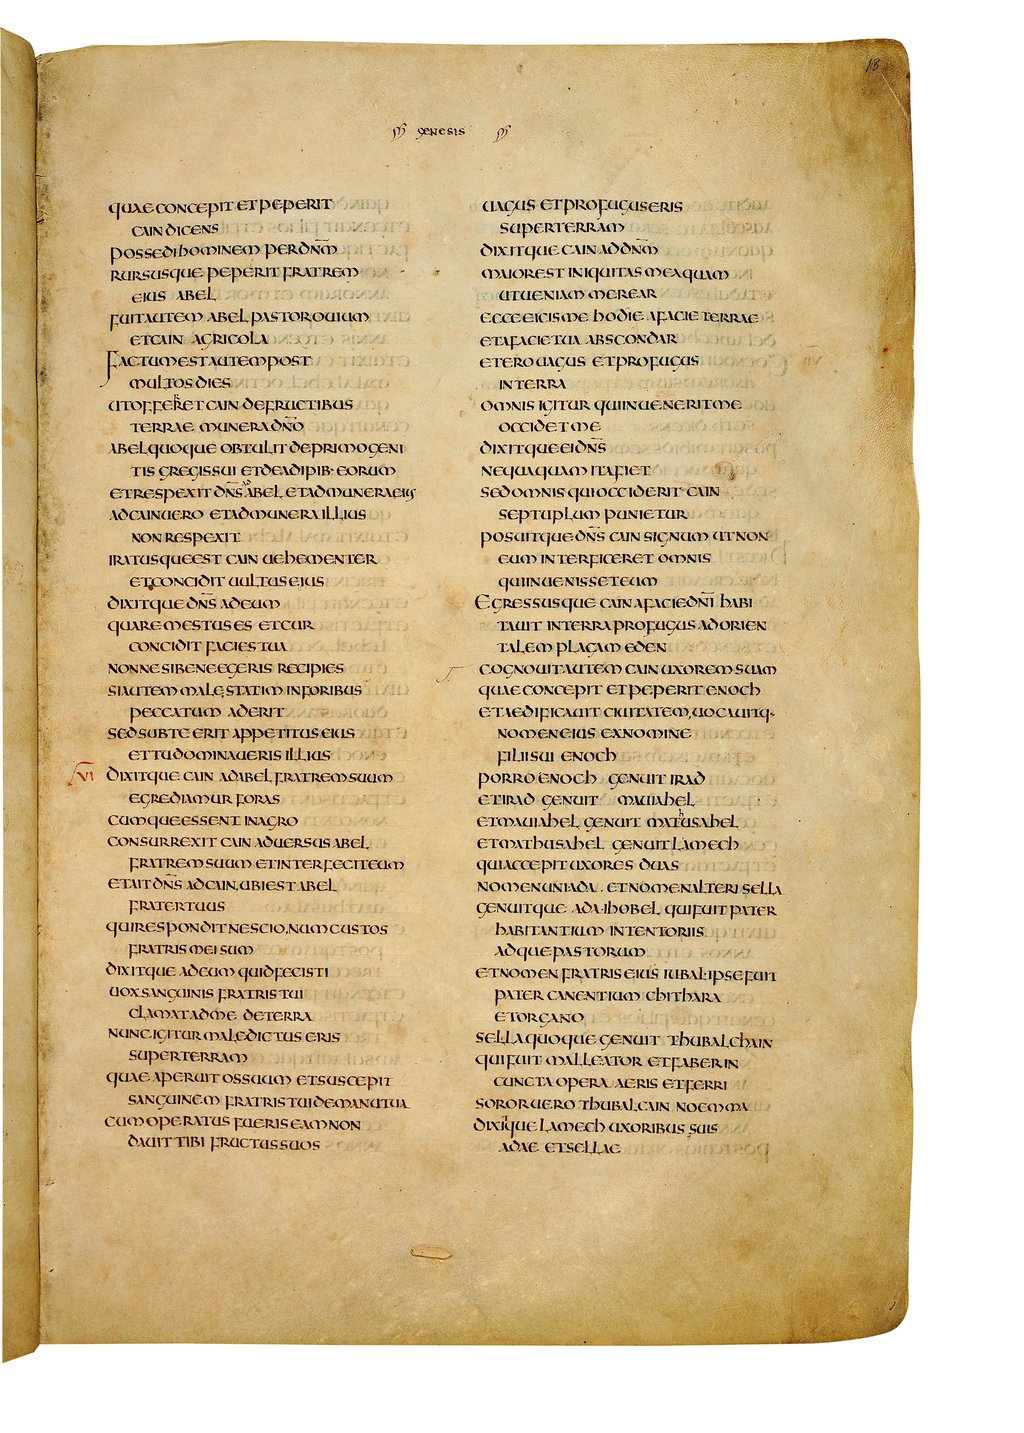 GENESIS
18
QUAE CONCEPIT ET PEPERIT
CAIN DICENS
POSSEDI HOMINEM PER DN̅M̅
RURSUSQUE PEPERIT FRATREM
EIUS ABEL
FUIT AUTEM ABEL PASTOR OUIUM
ET CAIN AGRICOLA
FACTUM EST AUTEM POST
MULTOS DIES
UT OFFERRET CAIN DE FRUCTIBUS
TERRAE MUNERA DN̅O̅
ABEL QUOQUE OBTULIT DE PRIMOGENI
TIS GREGIS SUI ET DE ADIPIB· EORUM
ET RESPEXIT DN̅S̅ AD ABEL ET AD MUNERA EIUS
AD CAIN UERO ET AD MUNERA ILLIUS
NON RESPEXIT
IRATUSQUE EST CAIN UEHEMENTER
ET CONCIDIT UULTUS EIUS
DIXITQUE DN̅S̅ AD EUM
QUARE MESTUS ES ET CUR
CONCIDIT FACIES TUA
NONNE SI BENE EGERIS RECIPIES
SI AUTEM MALE, STATIM IN FORIBUS
PECCATUM ADERIT
SED SUB TE ERIT APPETITUS EIUS
ET TU DOMINAUERIS ILLIUS
VI DIXITQUE CAIN AD ABEL FRATREM SUUM
EGREDIAMUR FORAS
CUMQUE ESSENT IN AGRO
CONSURREXIT CAIN ADUERSUS ABEL
FRATREM SUUM ET INTERFECIT EUM
ET AIT DN̅S̅ AD CAIN, UBI EST ABEL
FRATER TUUS
QUI RESPONDIT NESCIO, NUM CUSTOS
FRATRIS MEI SUM
DIXITQUE AD EUM QUID FECISTI
UOX SANGUINIS FRATRIS TUI
CLAMAT AD ME DE TERRA
NUNC IGITUR MALEDICTUS ERIS
SUPER TERRAM
QUAE APERUIT OS SUUM ET SUSCEPIT
SANGUINEM FRATRIS TUI DE MANU TUA
CUM OPERATUS FUERIS EAM NON
DAUIT TIBI FRUCTUS SUOS
UAGUS ET PROFUGUS ERIS
SUPER TERRAM
DIXITQUE CAIN AD DN̅M̅
MAIOR EST INIQUITAS MEA QUAM
UT UENIAM MEREAR
ECCE EICIS ME HODIE A FACIE TERRAE
ET A FACIE TUA ABSCONDAR
ET ERO UAGUS ET PROFUGUS
IN TERRA
OMNIS IGITUR QUI INUENERIT ME
OCCIDET ME
DIXITQUE EI DN̅S̅
NEQUAQUAM ITA FIET
SED OMNIS QUI OCCIDERIT CAIN
SEPTUPLUM PUNIETUR
POSUITQUE DN̅S̅ CAIN SIGNUM UT NON
EUM INTERFICERET OMNIS
QUI INUENISSET EUM
EGRESSUSQUE CAIN A FACIE DN̅I̅ HABI
TAUIT IN TERRA PROFUGUS AD ORIEN
TALEM PLAGAM EDEN
COGNOUIT AUTEM CAIN UXOREM SUAM
QUAE CONCEPIT ET PEPERIT ENOCH
ET AEDIFICAUIT CIUITATEM, UOCAUITQ·
NOMEN EIUS EX NOMINE
FILII SUI ENOCH
PORRO ENOCH GENUIT IRAD
ET IRAD GENUIT MAUIAHEL
ET MAUIAHEL GENUIT MATHUSAHEL
ET MATHUSAHEL GENUIT LAMECH
QUI ACCEPIT UXORES DUAS
NOMEN UNI ADA, ET NOMEN ALTERI SELLA
GENUITQUE ADA IHOBEL QUI FUIT PATER
HABITANTIUM IN TENTORIIS
ADQUE PASTORUM
ET NOMEN FRATRIS EIUS IUBAL, IPSE FUIT
PATER CANENTIUM CHITHARA
ET ORGANO
SELLA QUOQUE GENUIT THUBALCHAIN
QUI FUIT MALLEATOR ET FABER IN
CUNCTA OPERA AERIS ET FERRI
SOROR UERO THUBALCAIN NOEMMA
DIXITQUE LAMECH UXORIBUS SUIS
ADAE ET SELLAE